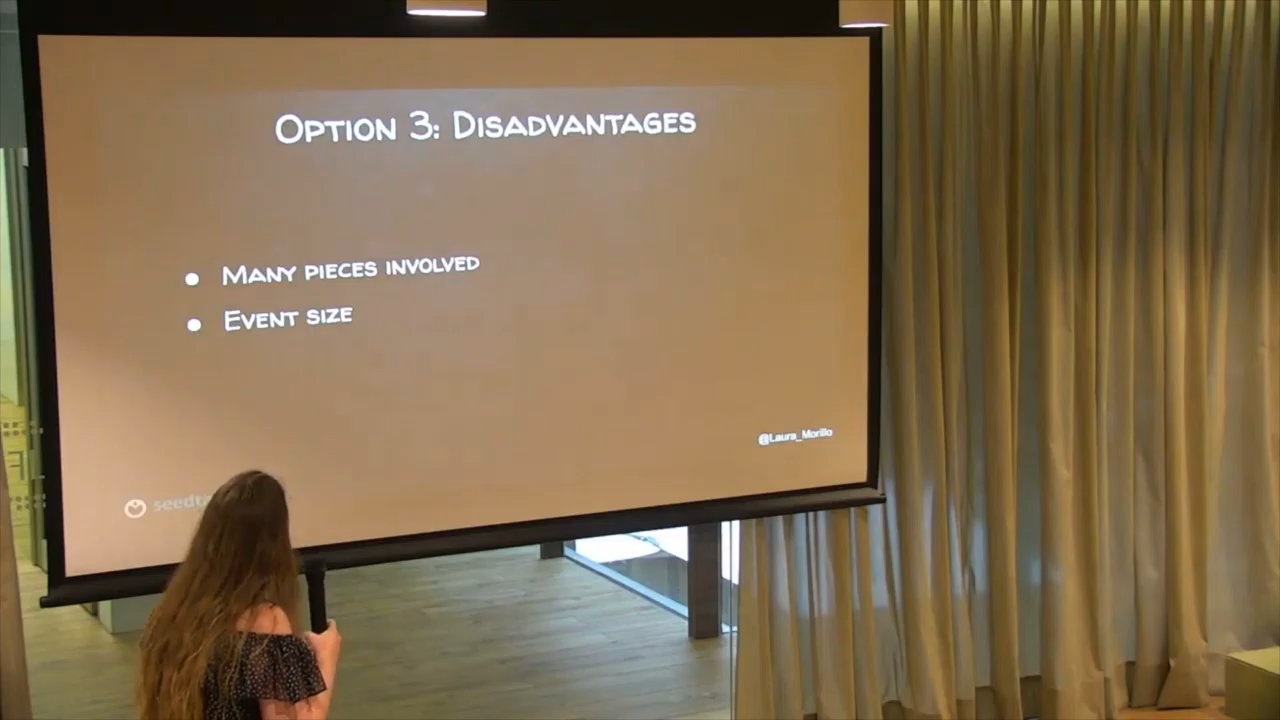 Option 3: Disadvantages
Many pieces involved
Event size
@Laura_Morillo